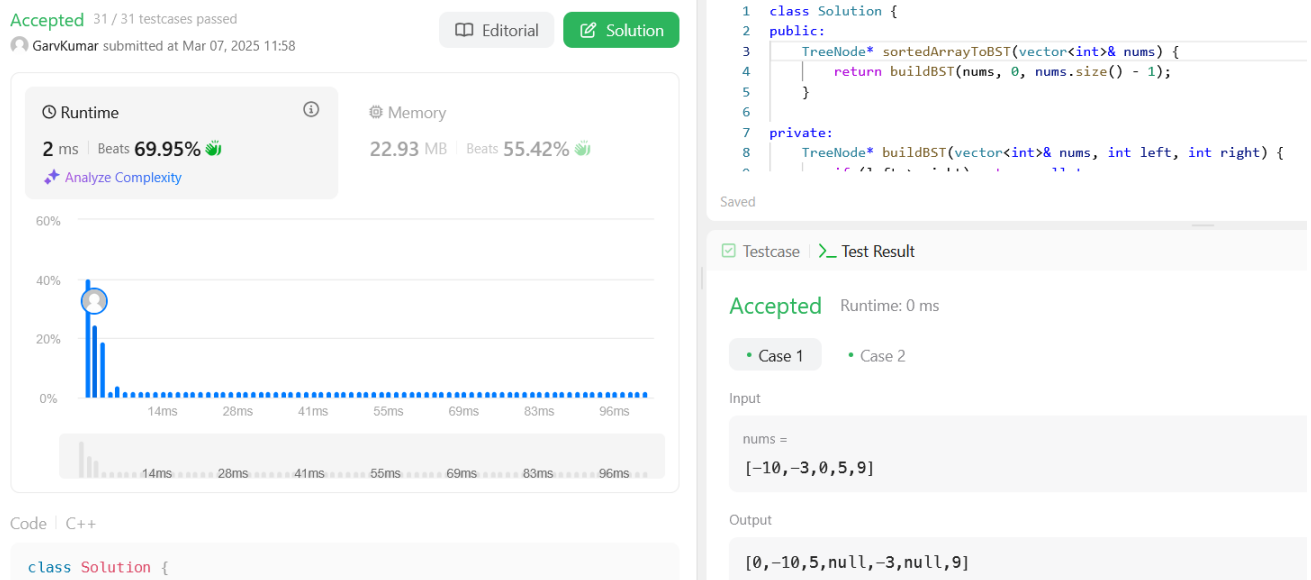 Accepted 31 / 31 testcases passed
GarvKumar submitted at Mar 07, 2025 11:58
Editorial
Solution
Runtime
2 ms Beats 69.95%
Analyze Complexity
Memory
22.93 MB Beats 55.42%
60%
40%
20%
0%
14ms 28ms 41ms 55ms 69ms 83ms 96ms
14ms 28ms 41ms 55ms 69ms 83ms 96ms
Code C++
class Solution {
1 class Solution {
2 public:
3 TreeNode* sortedArrayToBST(vector<int>& nums) {
4 return buildBST(nums, 0, nums.size() - 1);
5 }
6
7 private:
8 TreeNode* buildBST(vector<int>& nums, int left, int right) {
Saved
Testcase
Test Result
Accepted Runtime: 0 ms
• Case 1 • Case 2
Input
nums =
[-10,-3,0,5,9]
Output
[0,-10,5,null,-3,null,9]